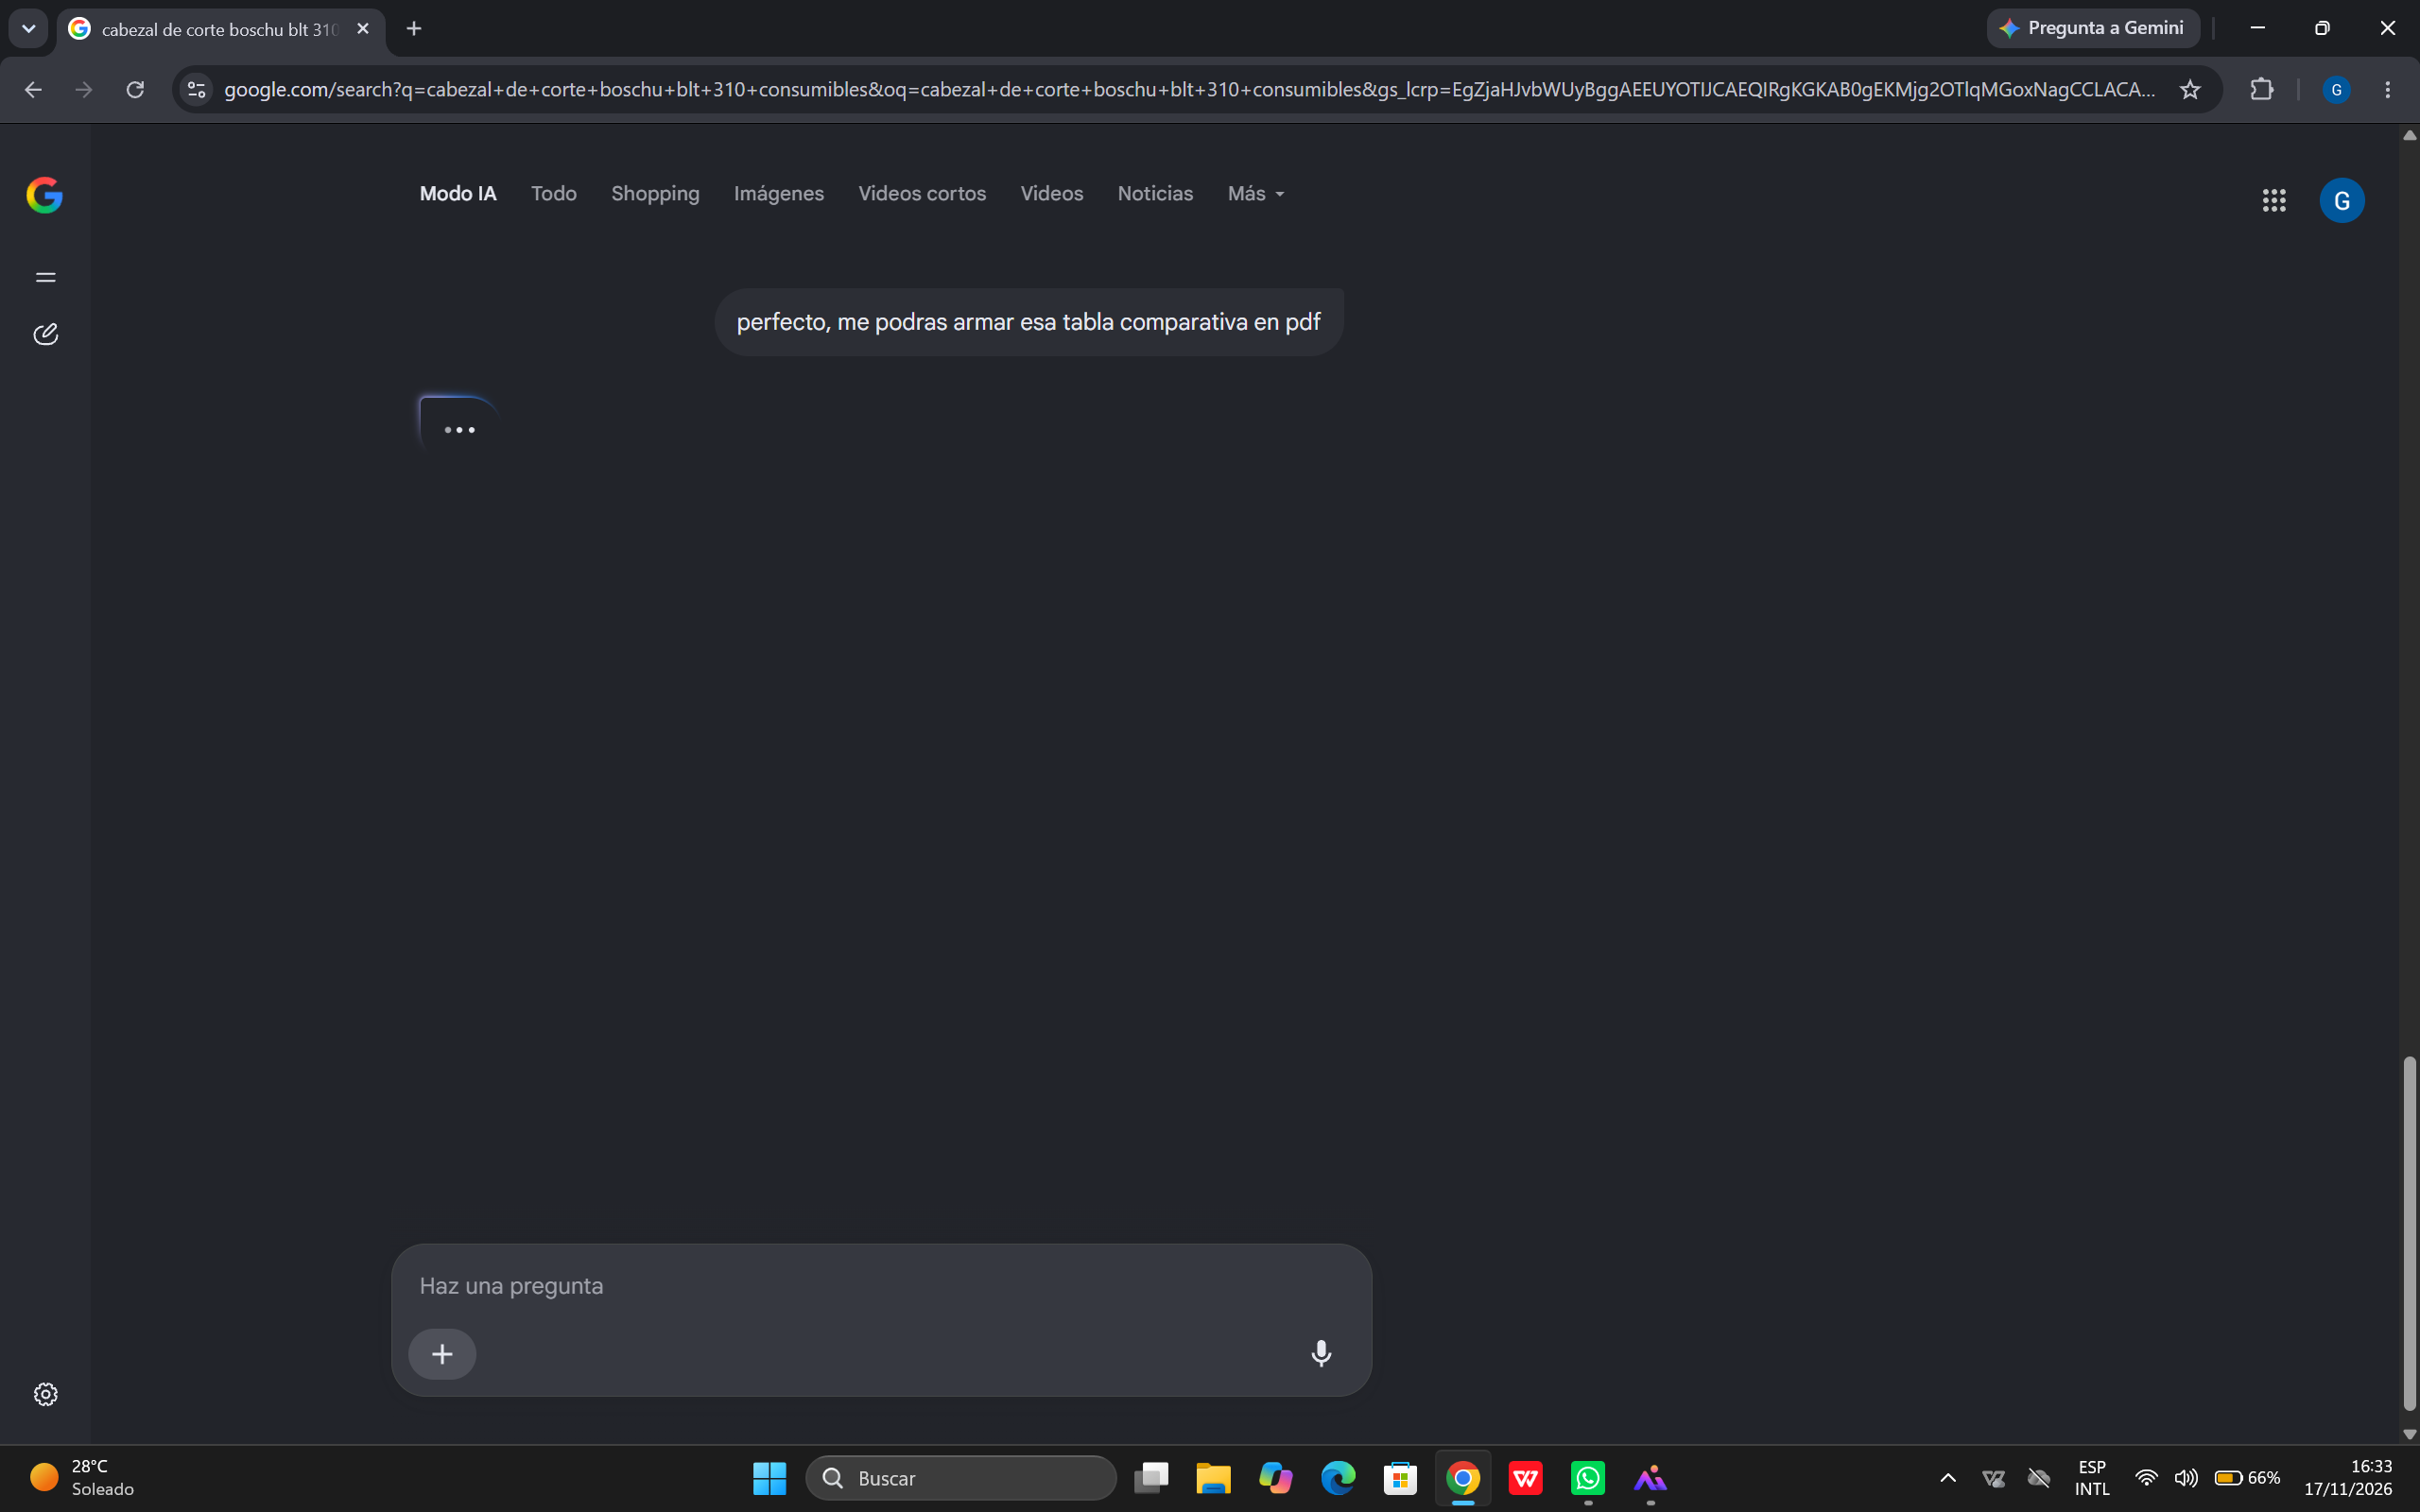 cabezal de corte boschu blt 310
Pregunta a Gemini
google.com/search?q=cabezal+de+corte+boschu+blt+310+consumibles&oq=cabezal+de+corte+boschu+blt+310+consumibles&gs_lcrp=EgZjaHJvbWUyBggAEEUYOTIJCAEQIRgKGKAB0gEKMjg2OTlqMGoxNagCCLACA...
G
Modo IA Todo Shopping Imágenes Videos cortos Videos Noticias Más
G
perfecto, me podras armar esa tabla comparativa en pdf
Haz una pregunta
28°C
Soleado
Buscar
ESP
INTL
66%
16:33
17/11/2026